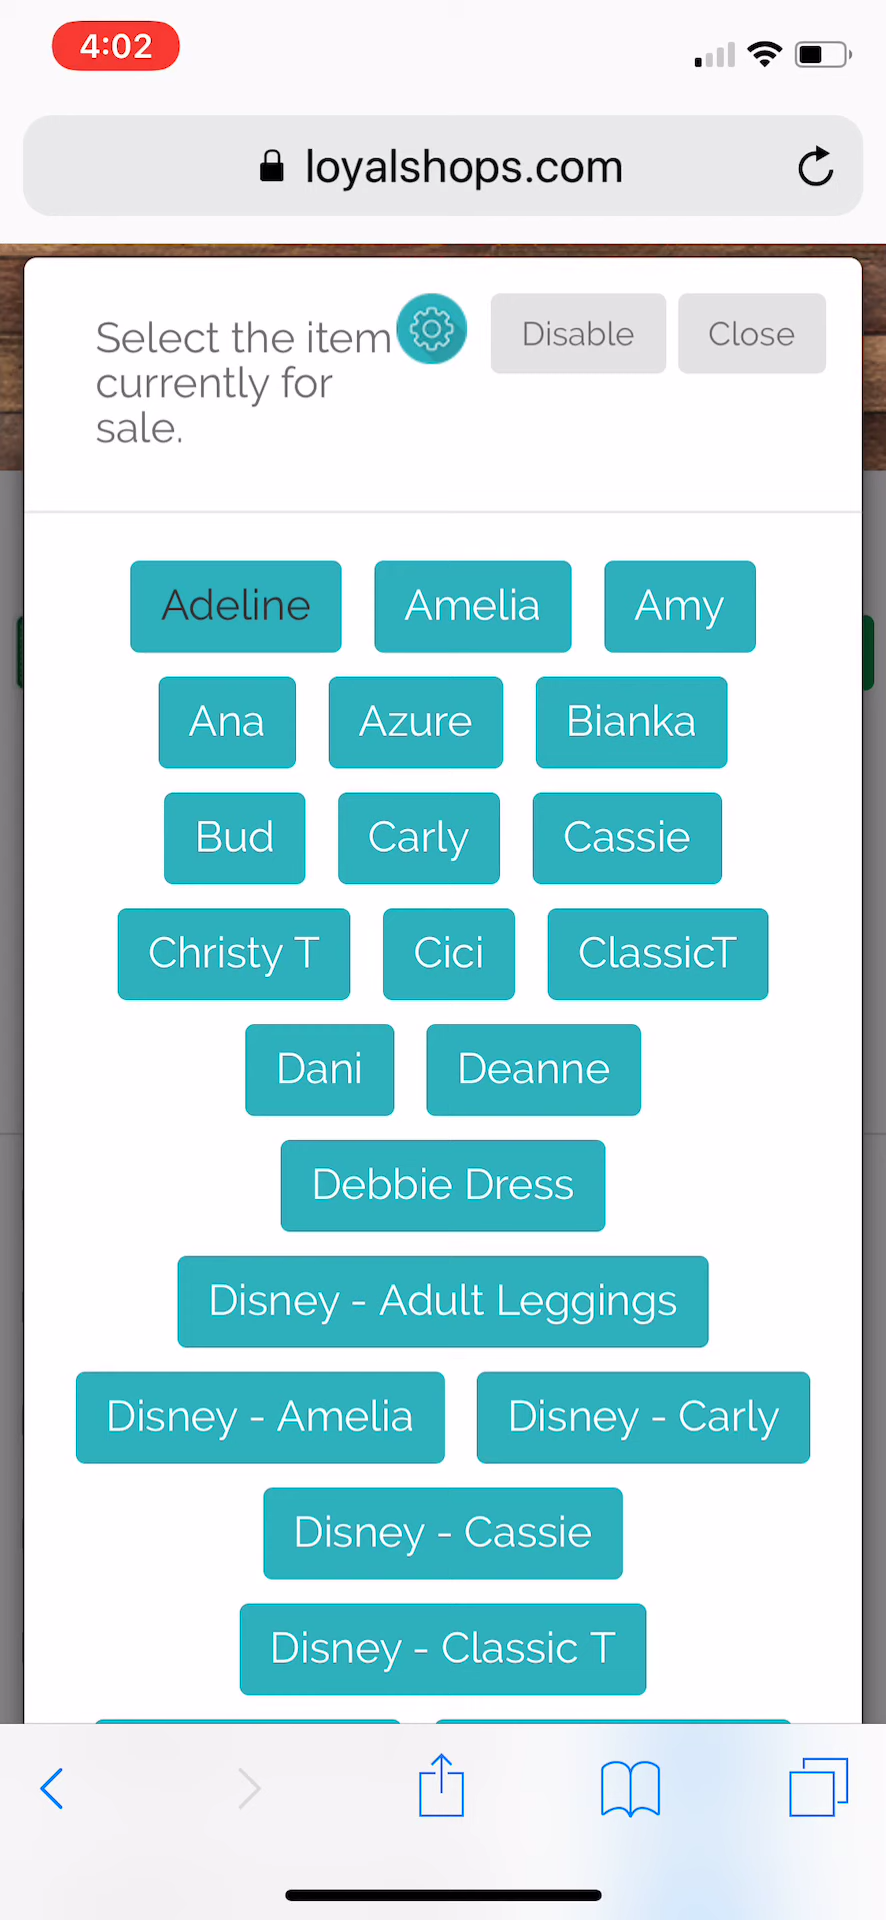 4:02
loyalshops.com
Select the item
currently for
sale.
Disable Close
Adeline Amelia Amy
Ana Azure Bianka
Bud Carly Cassie
Christy T Cici ClassicT
Dani Deanne
Debbie Dress
Disney - Adult Leggings
Disney - Amelia Disney - Carly
Disney - Cassie
Disney - Classic T